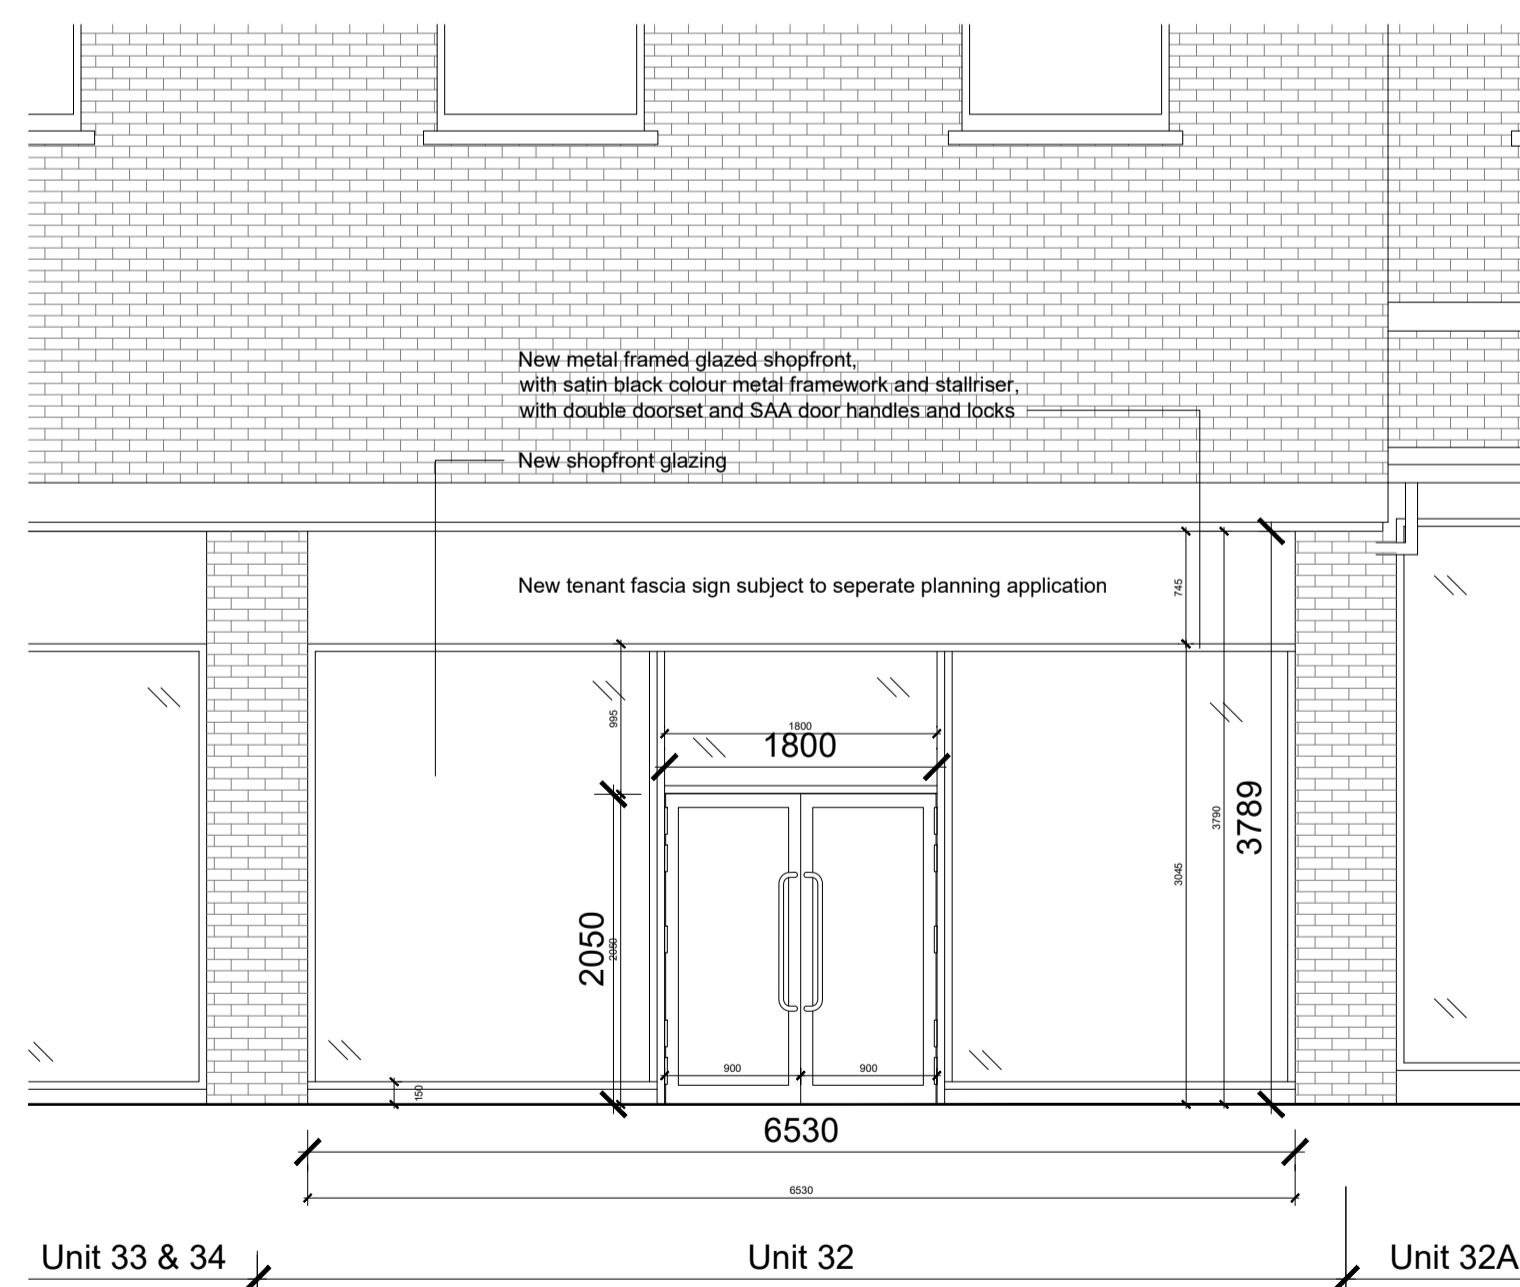 New metal framed glazed shopfront,
with satin black colour metal framework and stallriser,
with double doorset and SAA door handles and locks
New shopfront glazing
New tenant fascia sign subject to seperate planning application
745
995
1800
1800
3790
3789
3045
2050
2050
900
900
150
6530
6530
Unit 33 & 34
Unit 32
Unit 32A